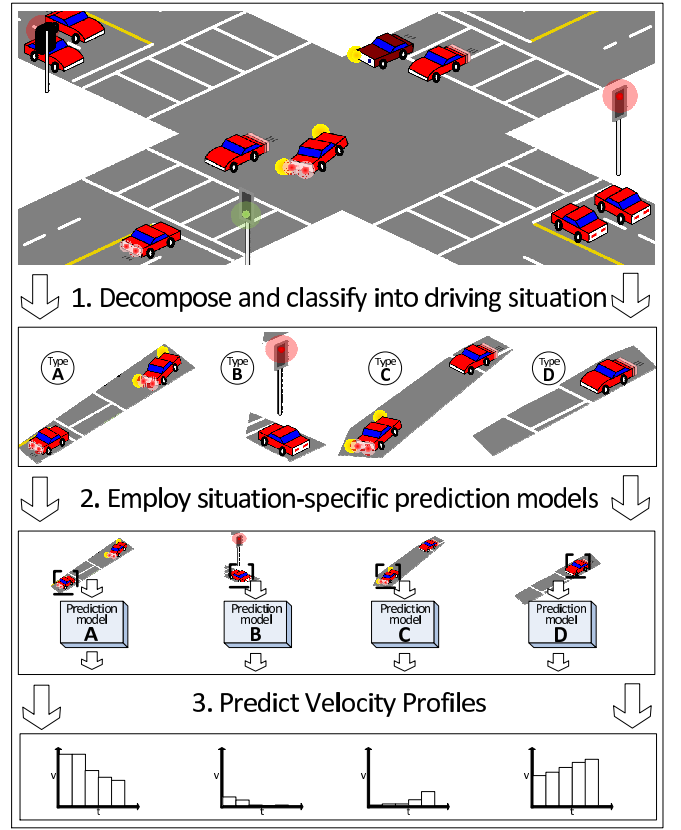 1. Decompose and classify into driving situation
Type A
Type B
Type C
Type D
2. Employ situation-specific prediction models
Prediction model A
Prediction model B
Prediction model C
Prediction model D
3. Predict Velocity Profiles
v
t
v
t
v
t
v
t